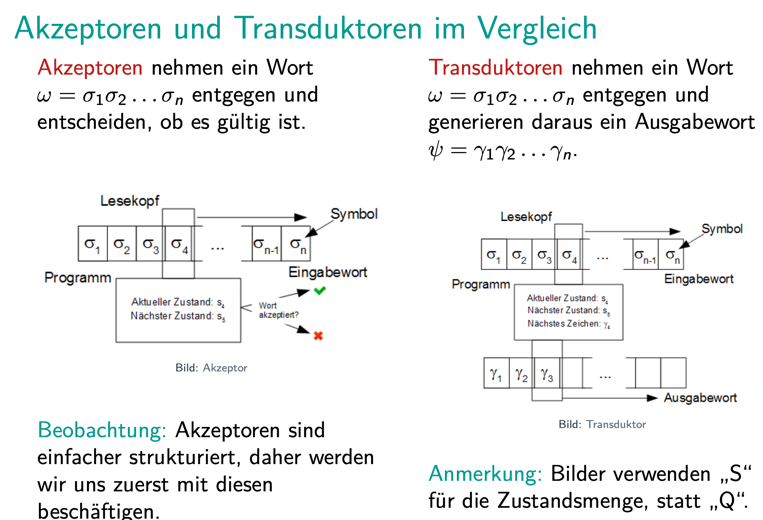 Akzeptoren und Transduktoren im Vergleich
Akzeptoren nehmen ein Wort
ω = σ₁σ₂ … σₙ entgegen und
entscheiden, ob es gültig ist.
Lesekopf
Symbol
σ₁ σ₂ σ₃ σ₄ ... σₙ₋₁ σₙ
Programm
Eingabewort
Aktueller Zustand: s₄
Nächster Zustand: s₅
Wort
akzeptiert?
Bild: Akzeptor
Beobachtung: Akzeptoren sind
einfacher strukturiert, daher werden
wir uns zuerst mit diesen
beschäftigen.
Transduktoren nehmen ein Wort
ω = σ₁σ₂ … σₙ entgegen und
generieren daraus ein Ausgabewort
ψ = γ₁γ₂ … γₙ.
Lesekopf
Symbol
σ₁ σ₂ σ₃ σ₄ ... σₙ₋₁ σₙ
Programm
Eingabewort
Aktueller Zustand: s₄
Nächster Zustand: s₅
Nächstes Zeichen: γ₄
γ₁ γ₂ γ₃ ...
Ausgabewort
Bild: Transduktor
Anmerkung: Bilder verwenden „S“
für die Zustandsmenge, statt „Q“.